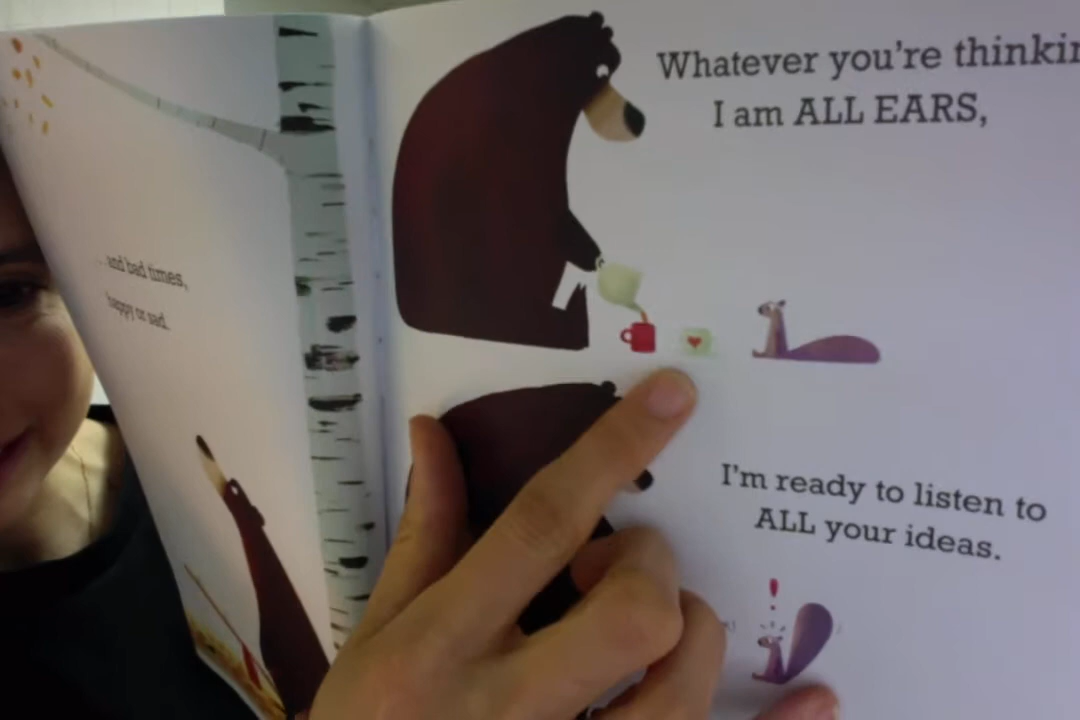 ...and bad times,
happy or sad.
Whatever you're
I am ALL EARS,
I'm ready to listen to
ALL your ideas.